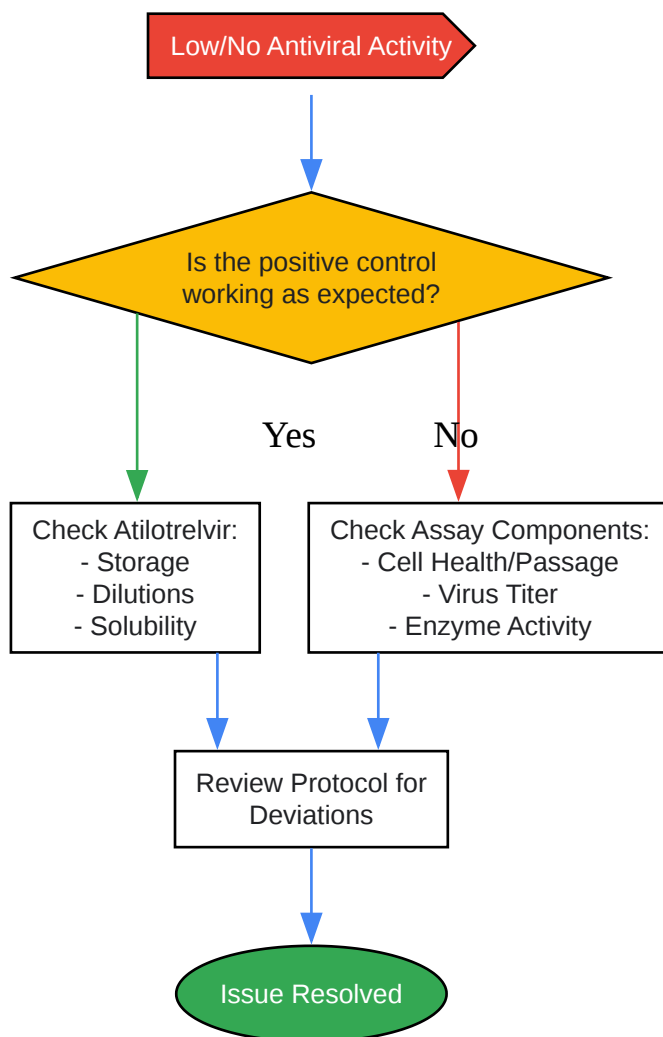 Low/No Antiviral Activity
Is the positive control
working as expected?
Yes
No
Check Atilotrelvir:
- Storage
- Dilutions
- Solubility
Check Assay Components:
- Cell Health/Passage
- Virus Titer
- Enzyme Activity
Review Protocol for
Deviations
Issue Resolved